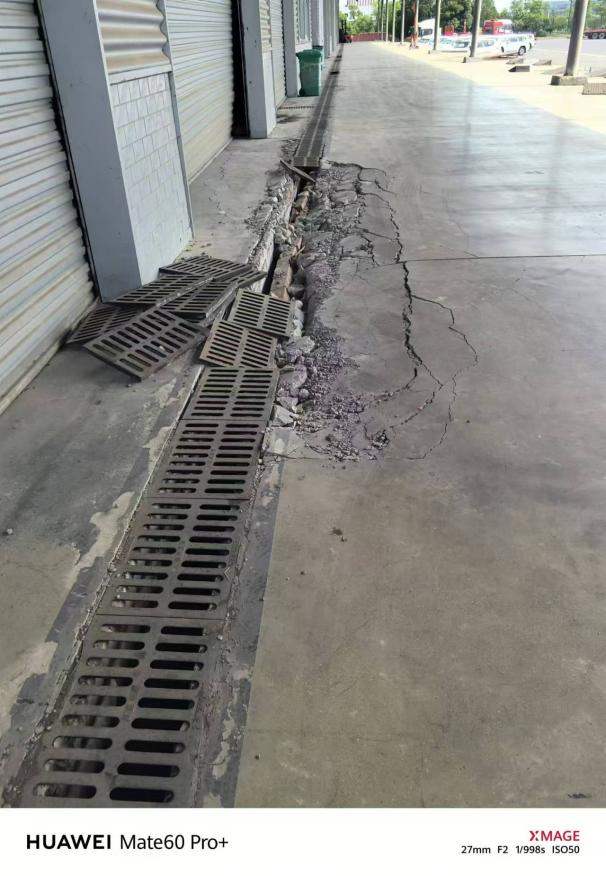 HUAWEI Mate60 Pro+
XMAGE
27mm F2 1/998s ISO50